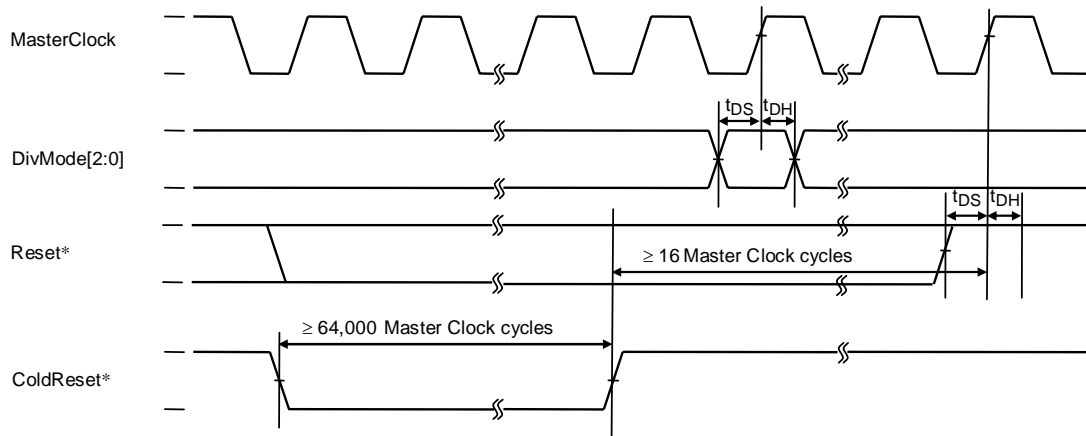 MasterClock
tDS
tDH
DivMode[2:0]
tDS
tDH
Reset*
≥ 16 Master Clock cycles
≥ 64,000 Master Clock cycles
ColdReset*